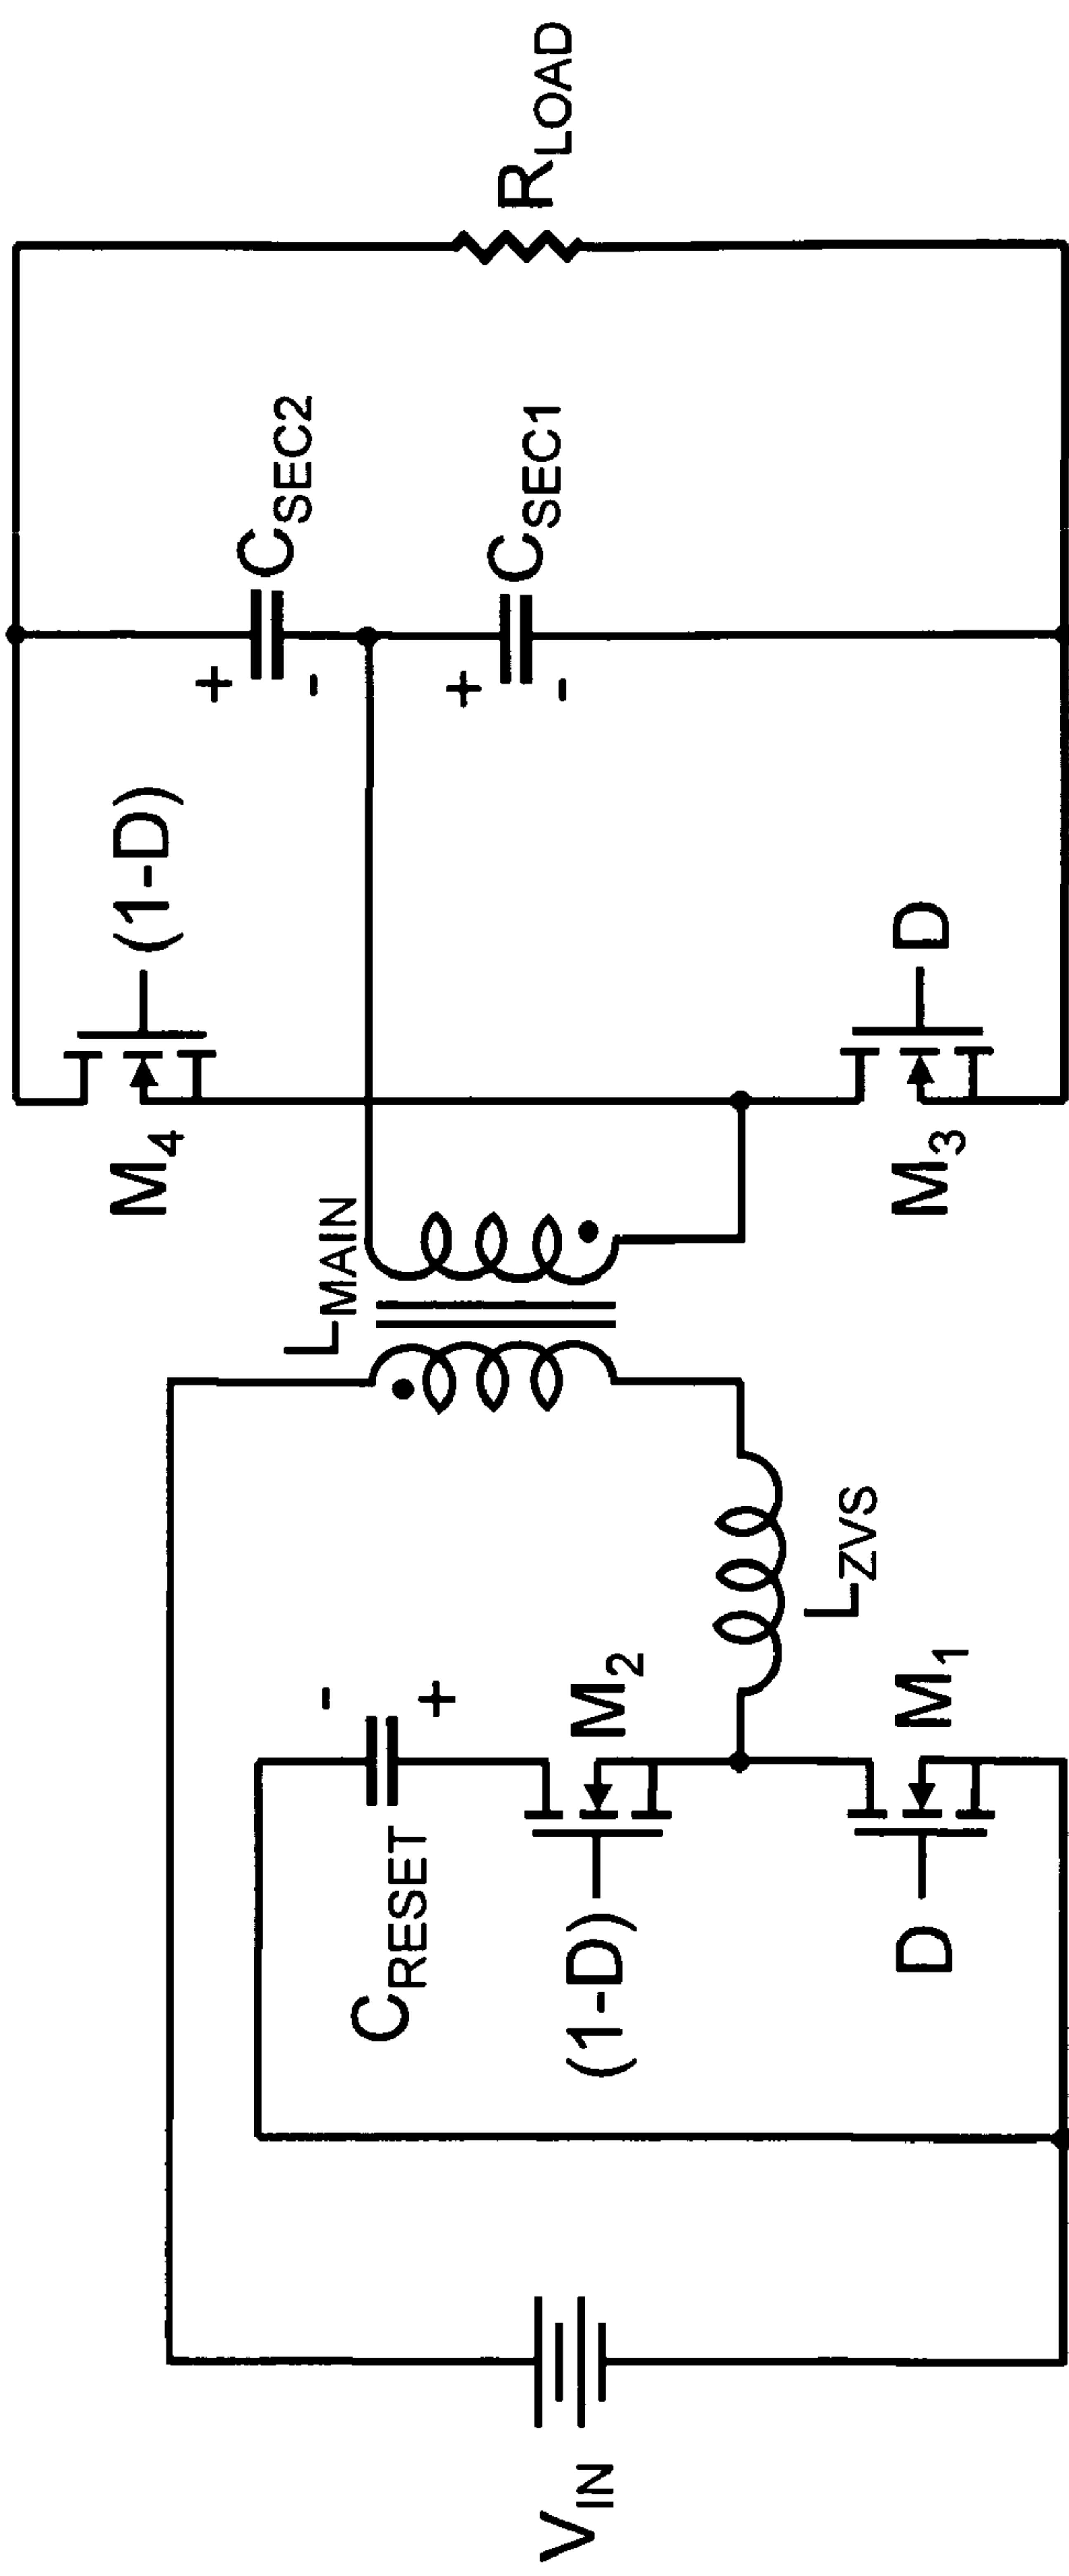 V_IN
C_RESET
-
+
(1-D)
M_2
D
M_1
L_ZVS
L_MAIN
M_4
(1-D)
M_3
D
+
-
C_SEC2
+
-
C_SEC1
R_LOAD